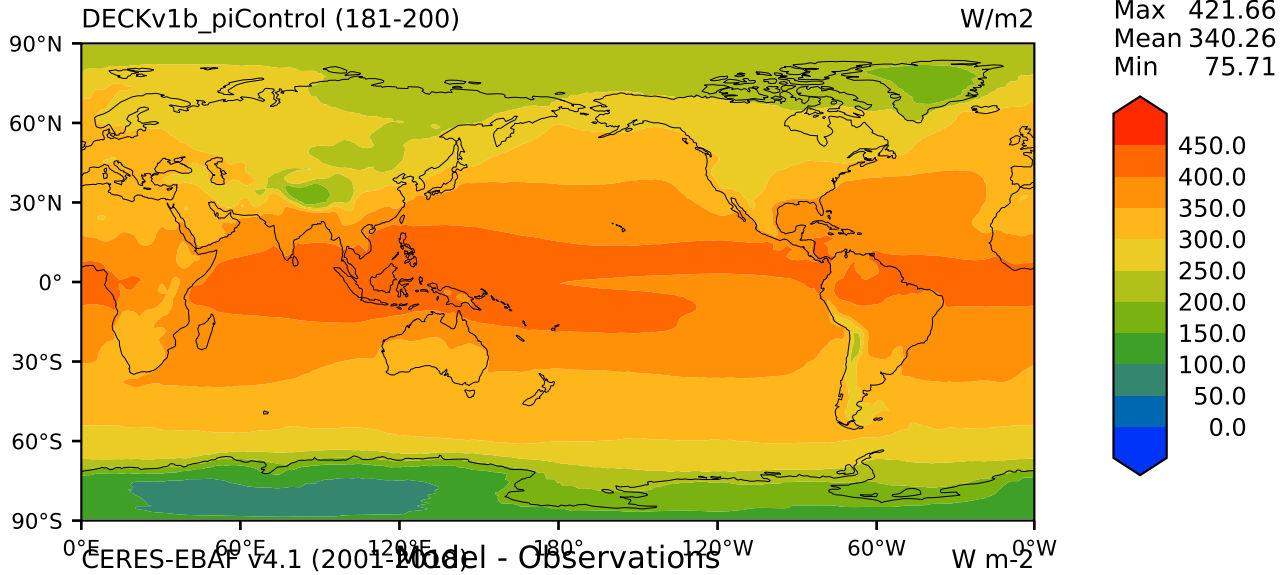 DECKv1b_piControl (181-200) W/m2
Max 421.66
Mean 340.26
Min 75.71
90°N
60°N
30°N
0°
30°S
60°S
90°S
0°E 60°E 120°E 180° 120°W 60°W 0°W
CERES-EBAF v4.1 (2001-2018) W m-2
Model - Observations
450.0
400.0
350.0
300.0
250.0
200.0
150.0
100.0
50.0
0.0